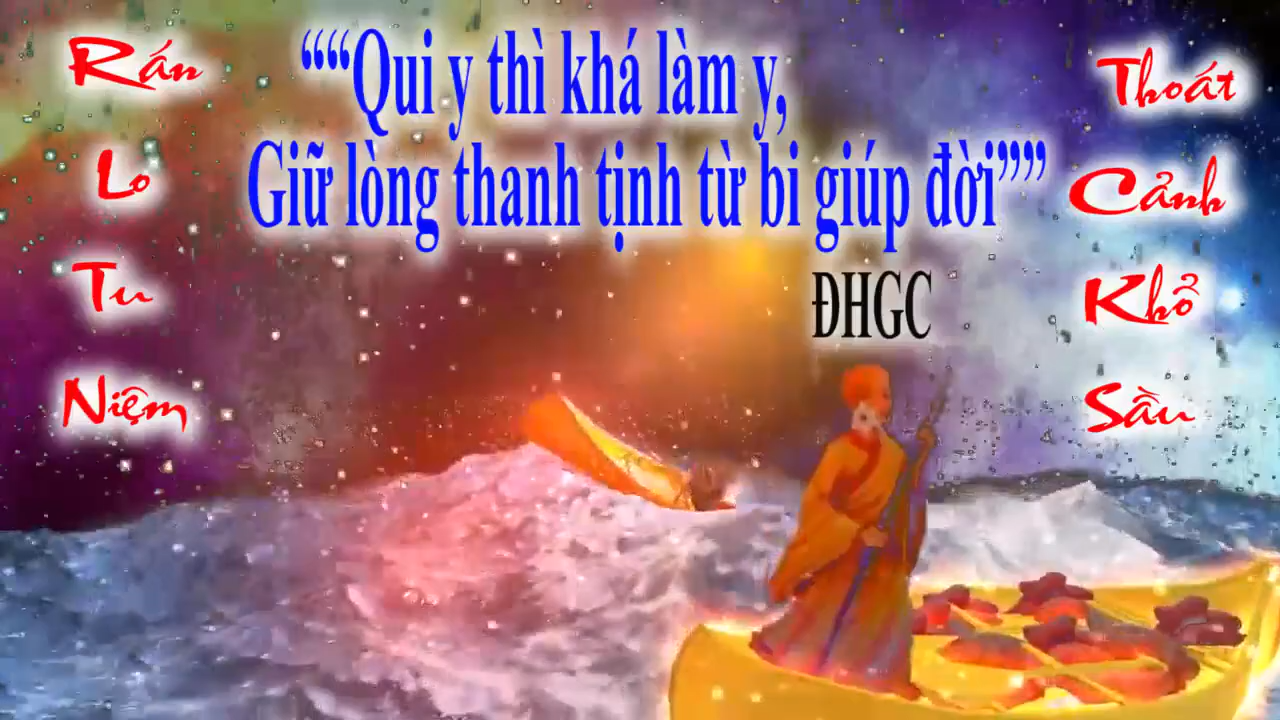 Rán
Lo
Tu
Niệm
““Qui y thì khá làm y,
Giữ lòng thanh tịnh từ bi giúp đời””
ĐHGC
Thoát
Cảnh
Khổ
Sầu